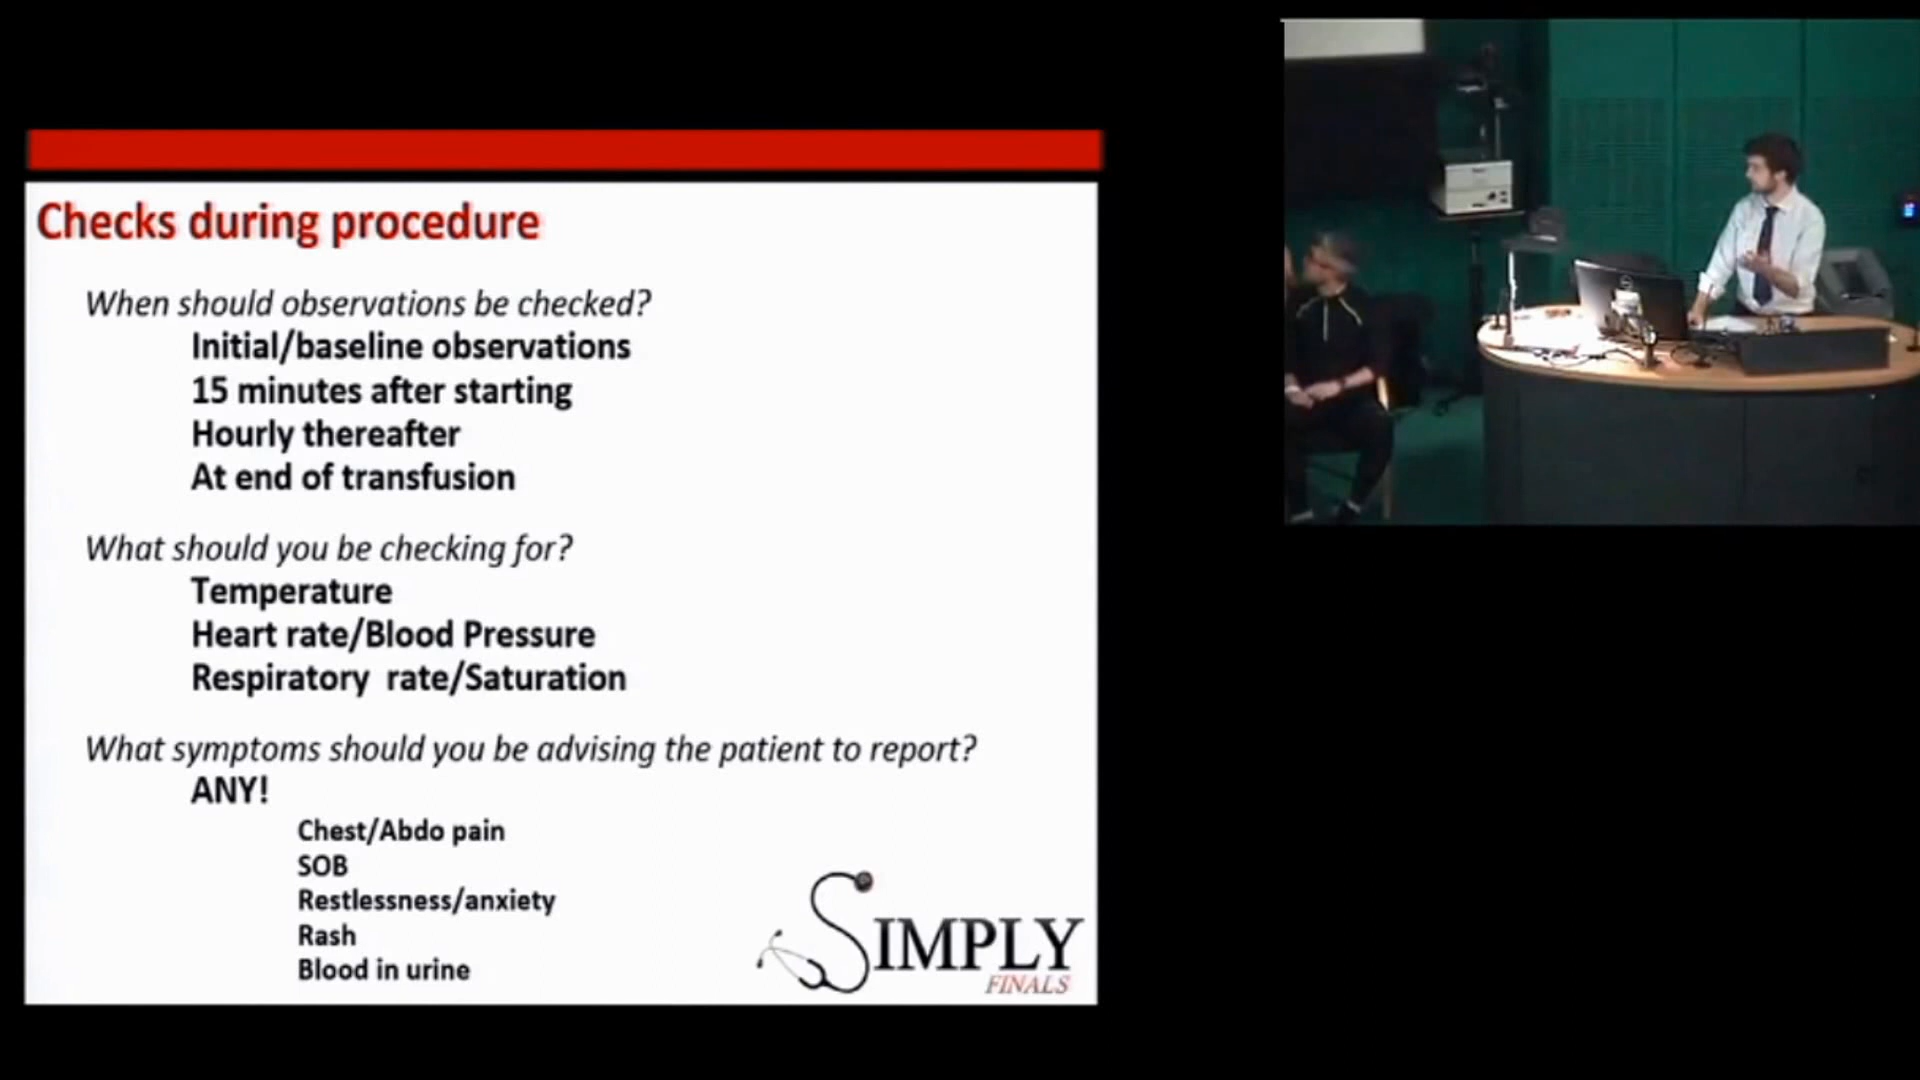 Checks during procedure
When should observations be checked?
Initial/baseline observations
15 minutes after starting
Hourly thereafter
At end of transfusion
What should you be checking for?
Temperature
Heart rate/Blood Pressure
Respiratory rate/Saturation
What symptoms should you be advising the patient to report?
ANY!
Chest/Abdo pain
SOB
Restlessness/anxiety
Rash
Blood in urine
SIMPLY
FINALS